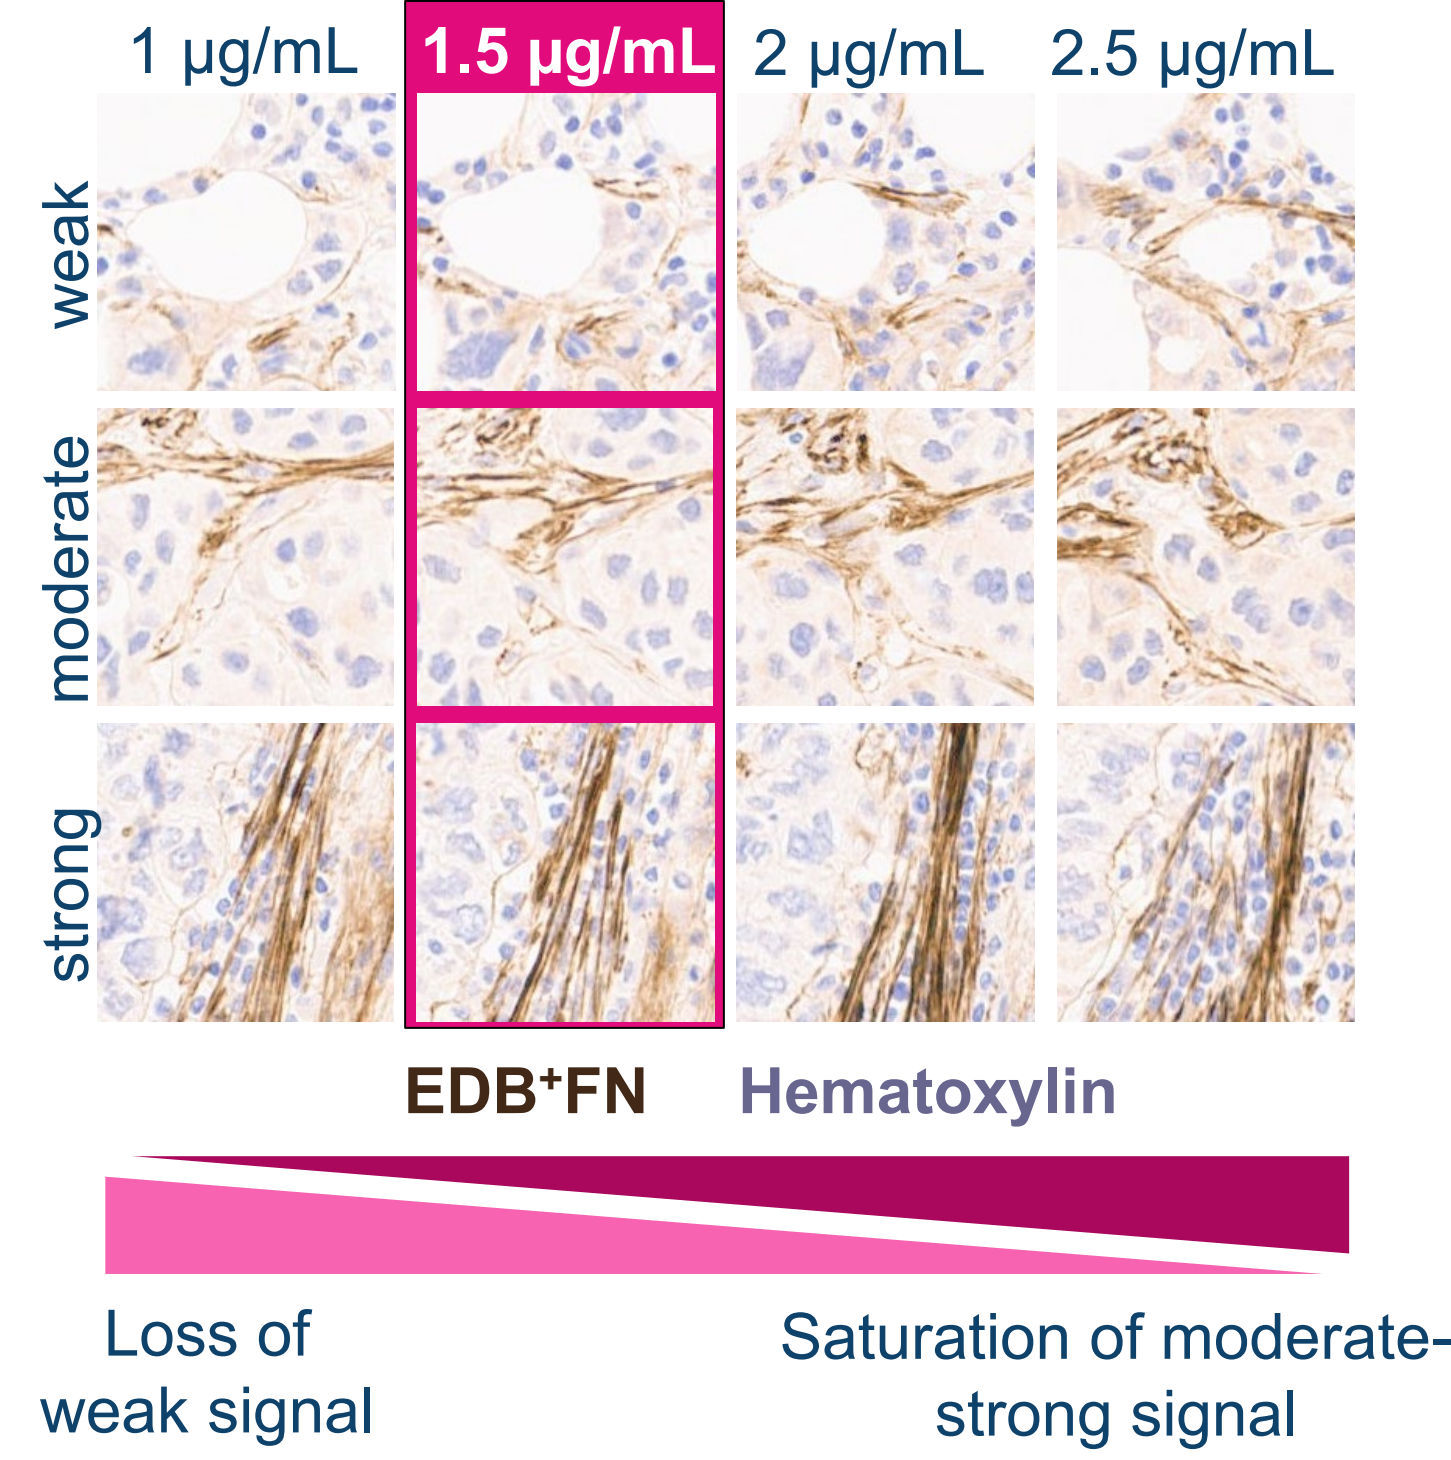 1 µg/mL
1.5 µg/mL
2 µg/mL
2.5 µg/mL
weak
moderate
strong
EDB⁺FN
Hematoxylin
Loss of
weak signal
Saturation of moderate-
strong signal